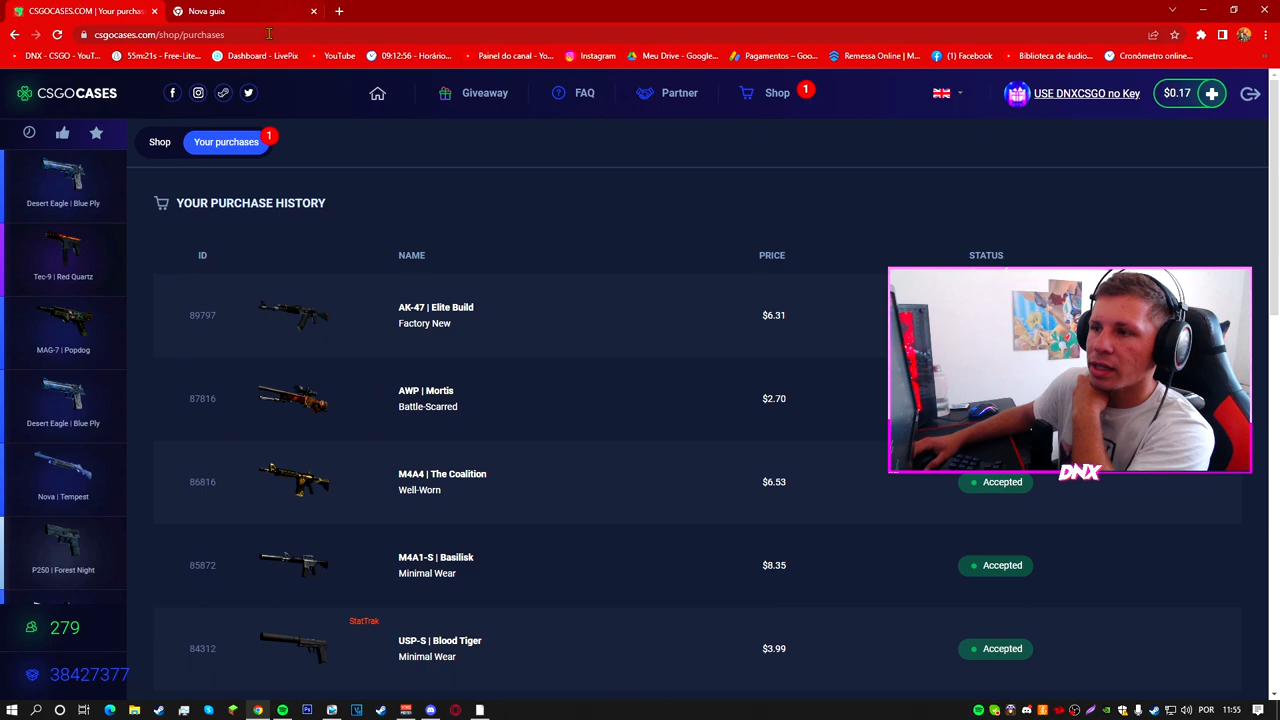 CSGOCASES.COM | Your purchas
Nova guia
csgocases.com/shop/purchases
DNX - CSGO - YouT...
55m21s - Free-Lite...
Dashboard - LivePix
YouTube
09:12:56 - Horário...
Painel do canal - Yo...
Instagram
Meu Drive - Google...
Pagamentos – Goo...
Remessa Online – M...
(1) Facebook
Biblioteca de áudio...
Cronômetro online...
CSGOCASES
Giveaway
FAQ
Partner
Shop
1
USE DNXCSGO no Key
$0.17
Shop
Your purchases
1
Desert Eagle | Blue Ply
Tec-9 | Red Quartz
MAG-7 | Popdog
Desert Eagle | Blue Ply
Nova | Tempest
P250 | Forest Night
279
38427377
YOUR PURCHASE HISTORY
ID NAME PRICE STATUS
89797 AK-47 | Elite Build $6.31
Factory New
87816 AWP | Mortis $2.70
Battle-Scarred
86816 M4A4 | The Coalition $6.53 Accepted
Well-Worn
85872 M4A1-S | Basilisk $8.35 Accepted
Minimal Wear
StatTrak
84312 USP-S | Blood Tiger $3.99 Accepted
Minimal Wear
DNX
POR
11:55